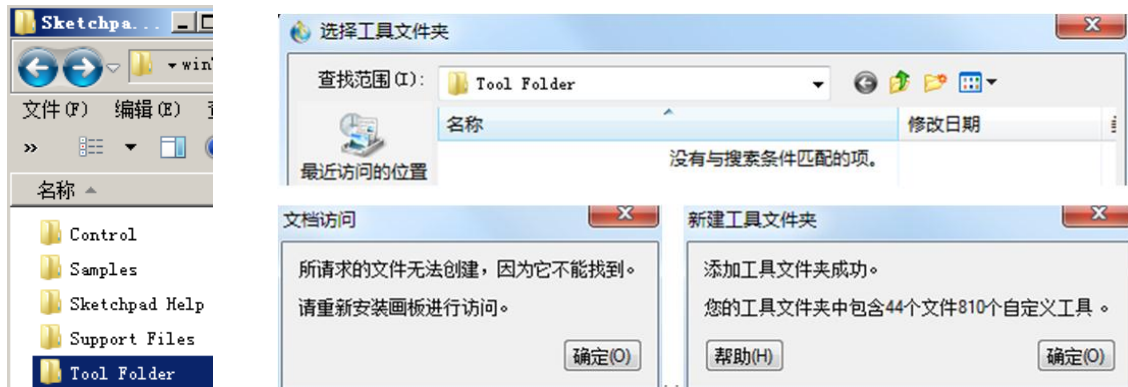 Sketchpa...
win
文件(F) 编辑(E)
»
名称
Control
Samples
Sketchpad Help
Support Files
Tool Folder
选择工具文件夹
查找范围(I): Tool Folder
名称 修改日期
没有与搜索条件匹配的项。
最近访问的位置
文档访问
所请求的文件无法创建，因为它不能找到。
请重新安装画板进行访问。
确定(O)
新建工具文件夹
添加工具文件夹成功。
您的工具文件夹中包含44个文件810个自定义工具。
帮助(H) 确定(O)